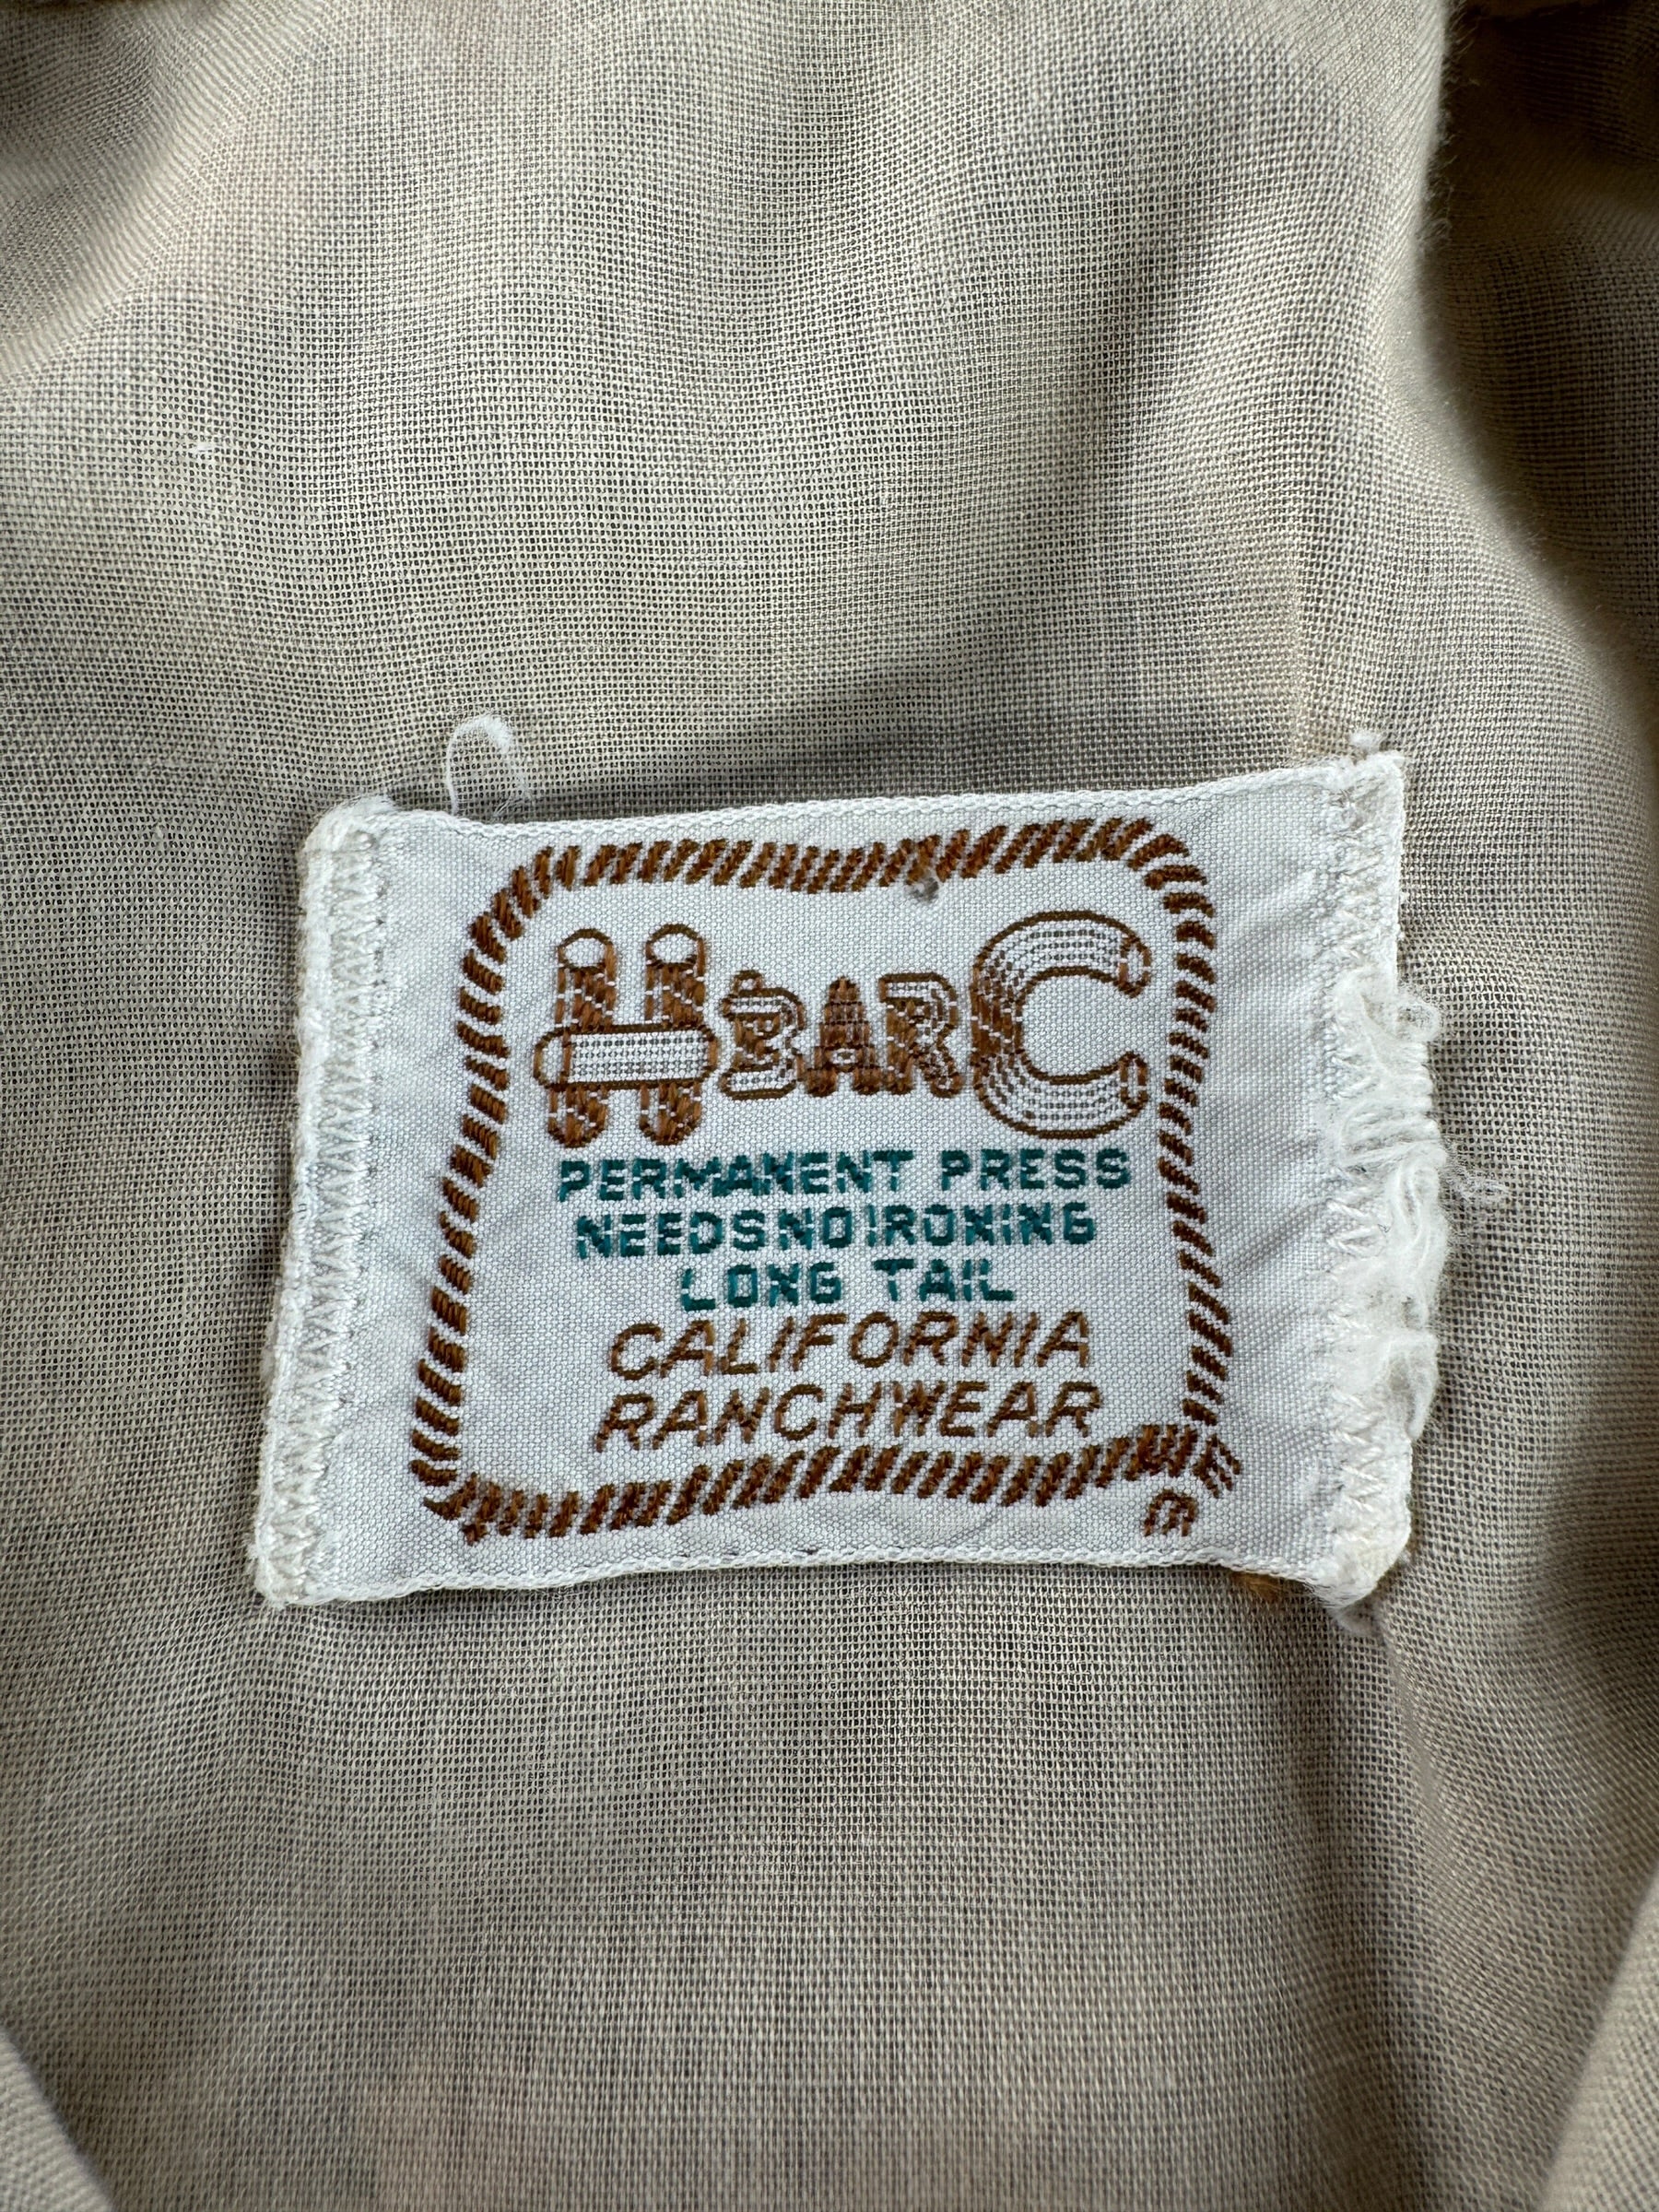 H BAR C
PERMANENT PRESS
NEEDS NO IRONING
LONG TAIL
CALIFORNIA
RANCHWEAR